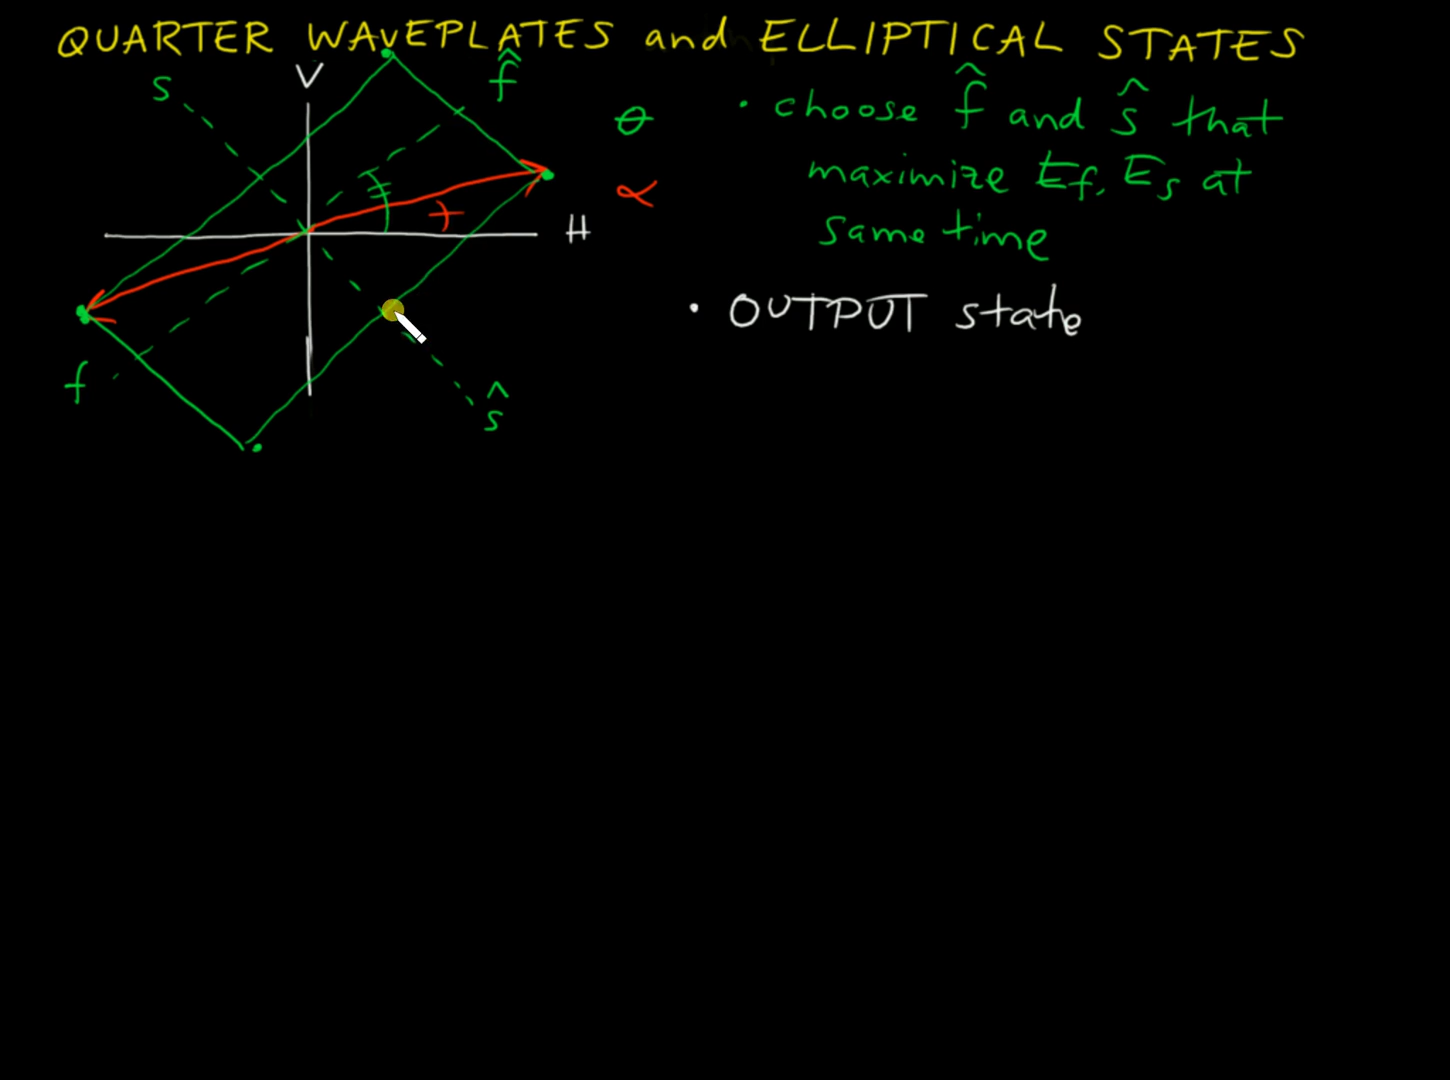 QUARTER WAVEPLATES and ELLIPTICAL STATES
V
s
f̂
θ
α
H
f
ŝ
• choose f̂ and ŝ that
maximize Ef, Es at
same time
• OUTPUT state